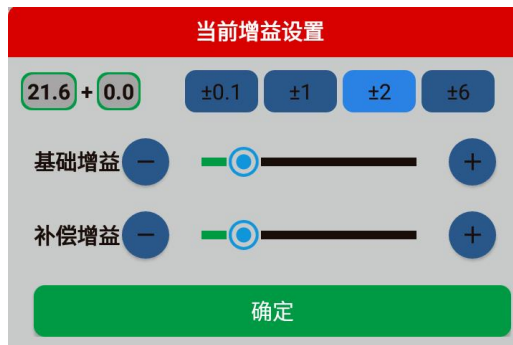 当前增益设置
21.6 + 0.0 ±0.1 ±1 ±2 ±6
基础增益 − +
补偿增益 − +
确定